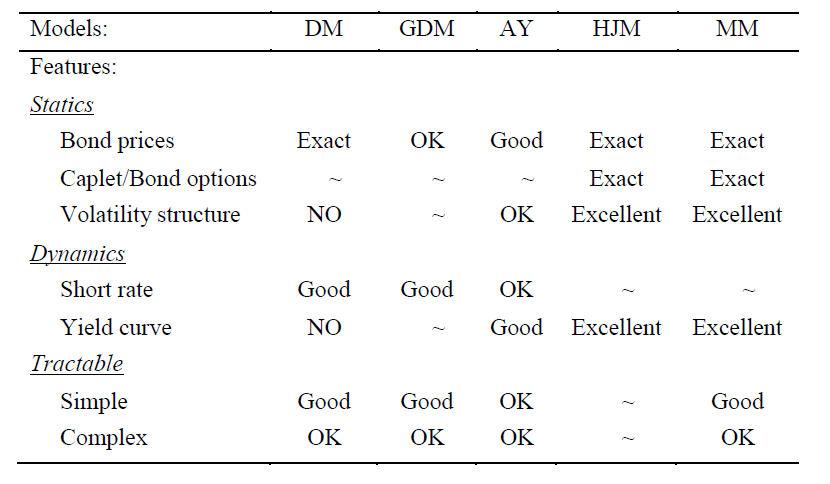 Models: DM GDM AY HJM MM
Features:
Statics
Bond prices Exact OK Good Exact Exact
Caplet/Bond options ~ ~ ~ Exact Exact
Volatility structure NO ~ OK Excellent Excellent
Dynamics
Short rate Good Good OK ~ ~
Yield curve NO ~ Good Excellent Excellent
Tractable
Simple Good Good OK ~ Good
Complex OK OK OK ~ OK